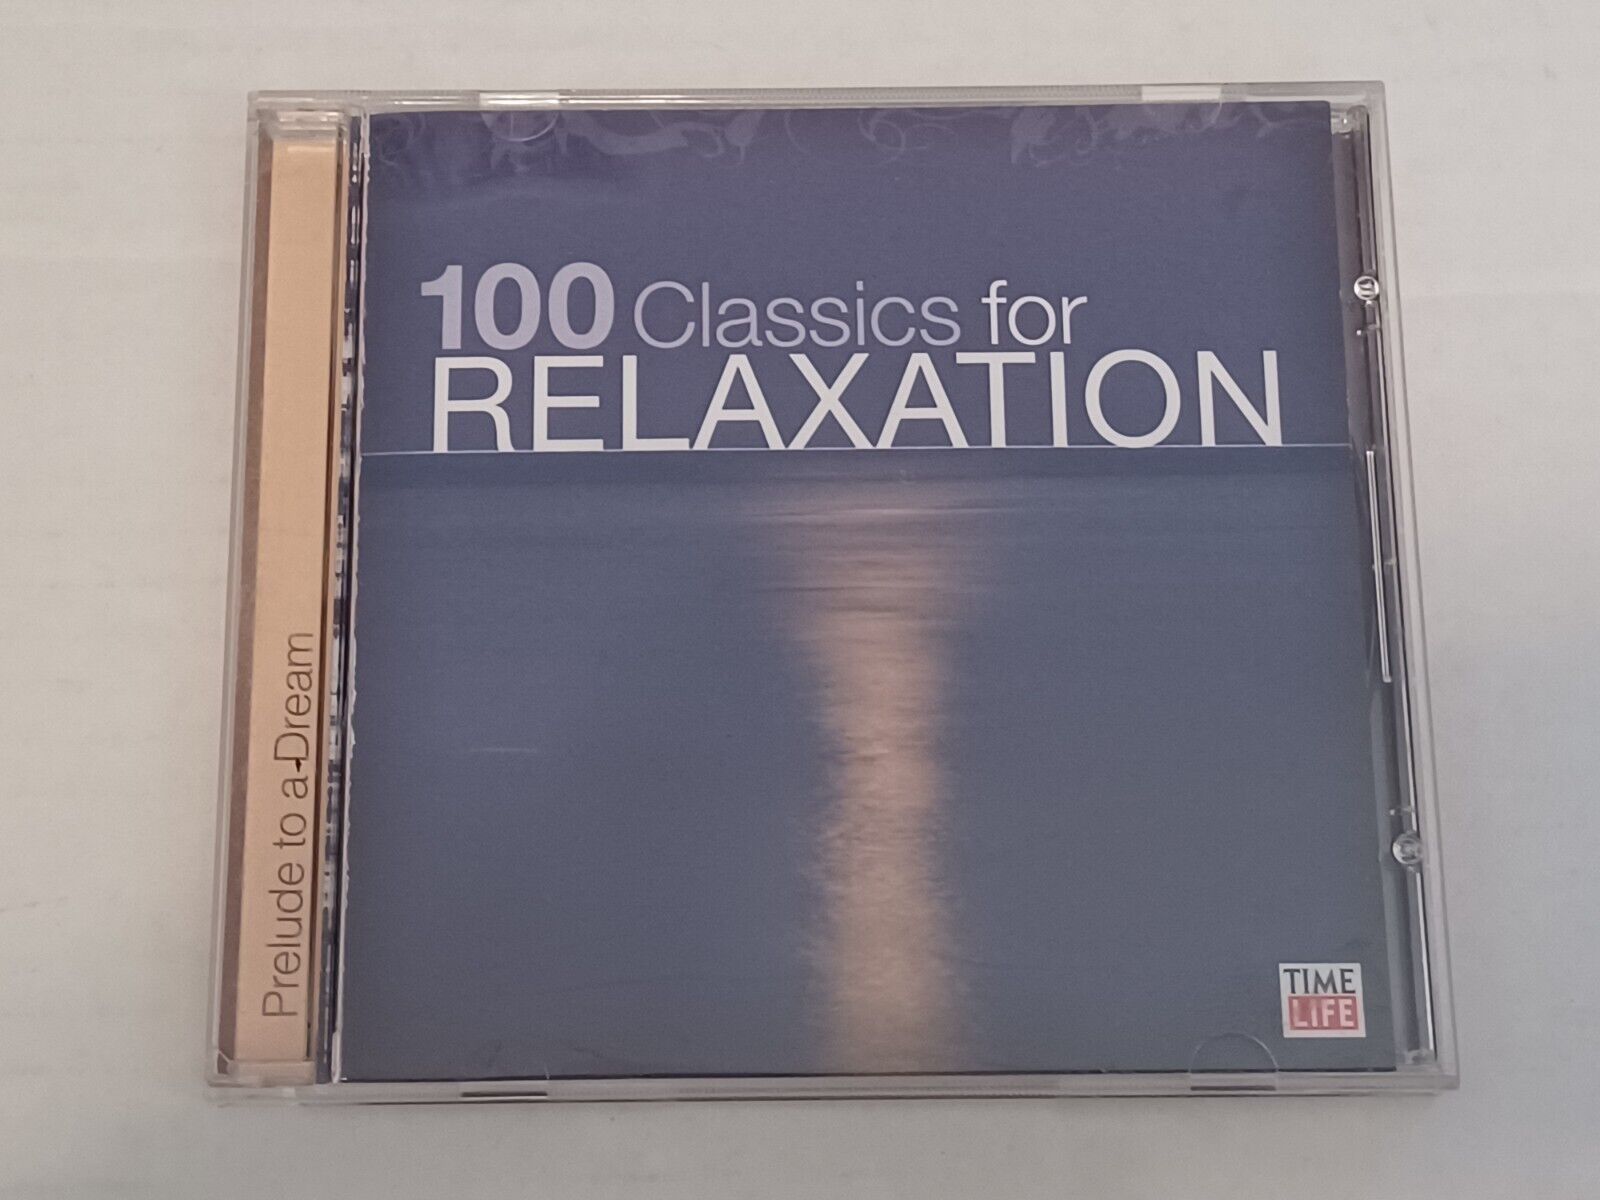 100 Classics for
RELAXATION
Prelude to a Dream
TIME
LIFE